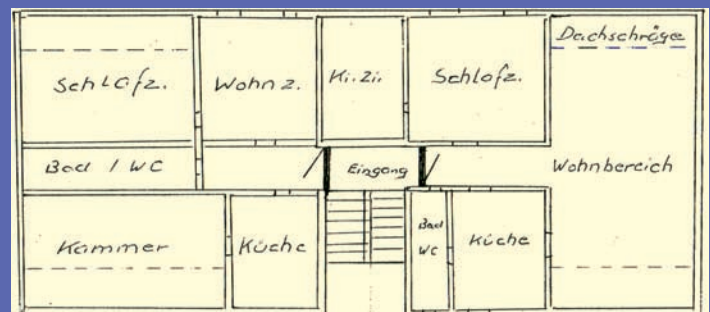 Dachschräge
Schlafz.
Wohnz.
Ki.Zi.
Schlafz.
Bad / WC
Eingang
Wohnbereich
Kammer
Küche
Bad
WC
Küche